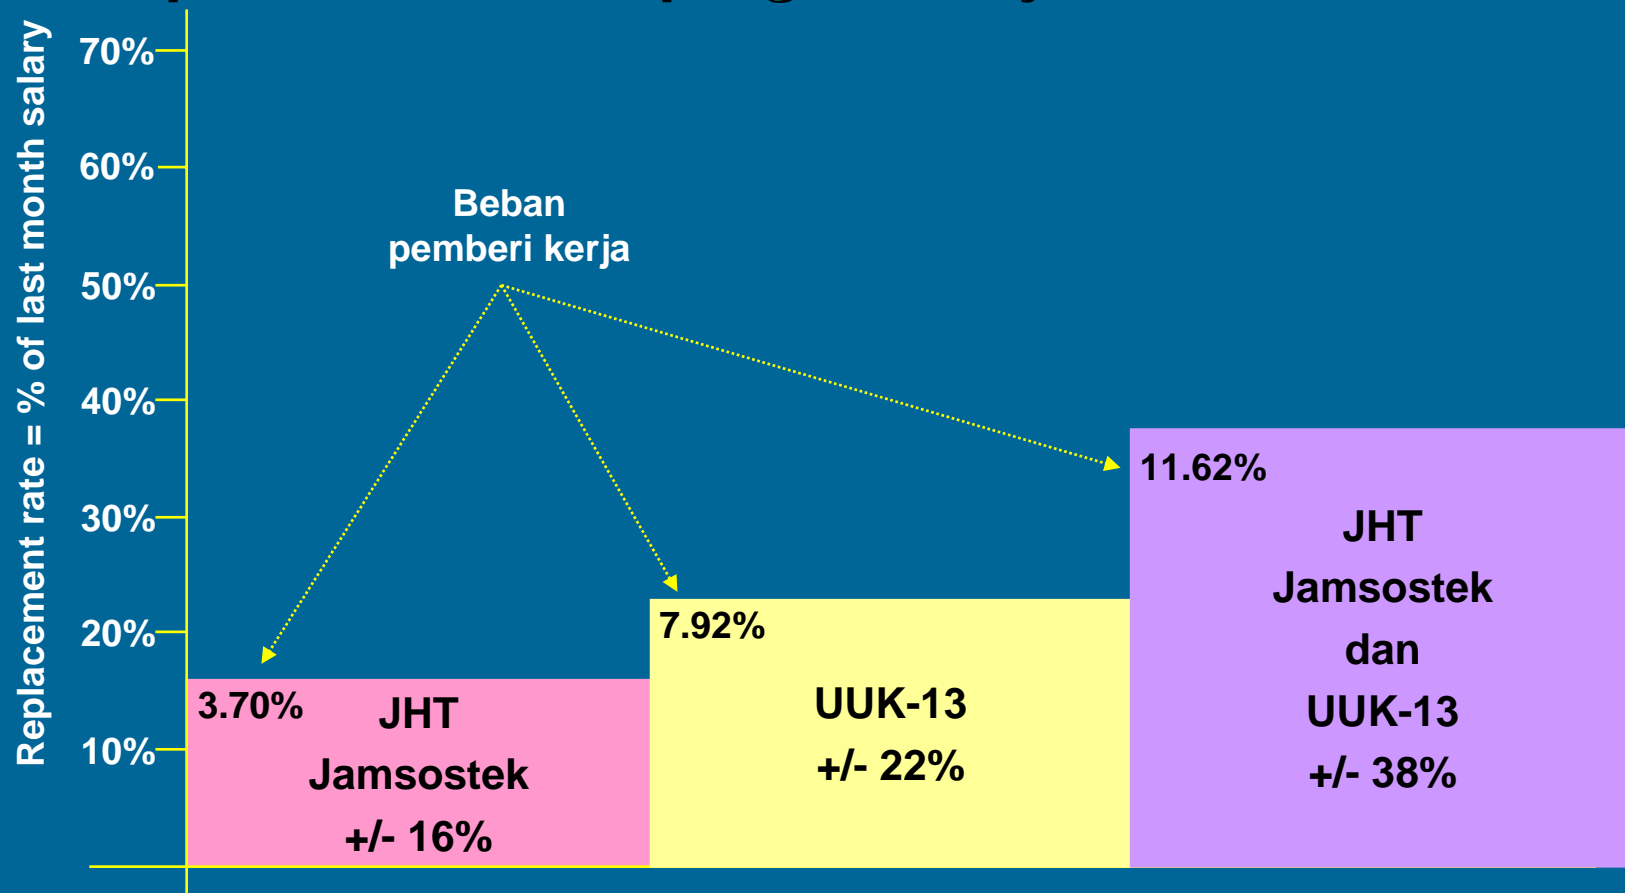 Replacement rate = % of last month salary
70%
60%
50%
40%
30%
20%
10%
Beban
pemberi kerja
3.70%
JHT
Jamsostek
+/- 16%
7.92%
UUK-13
+/- 22%
11.62%
JHT
Jamsostek
dan
UUK-13
+/- 38%